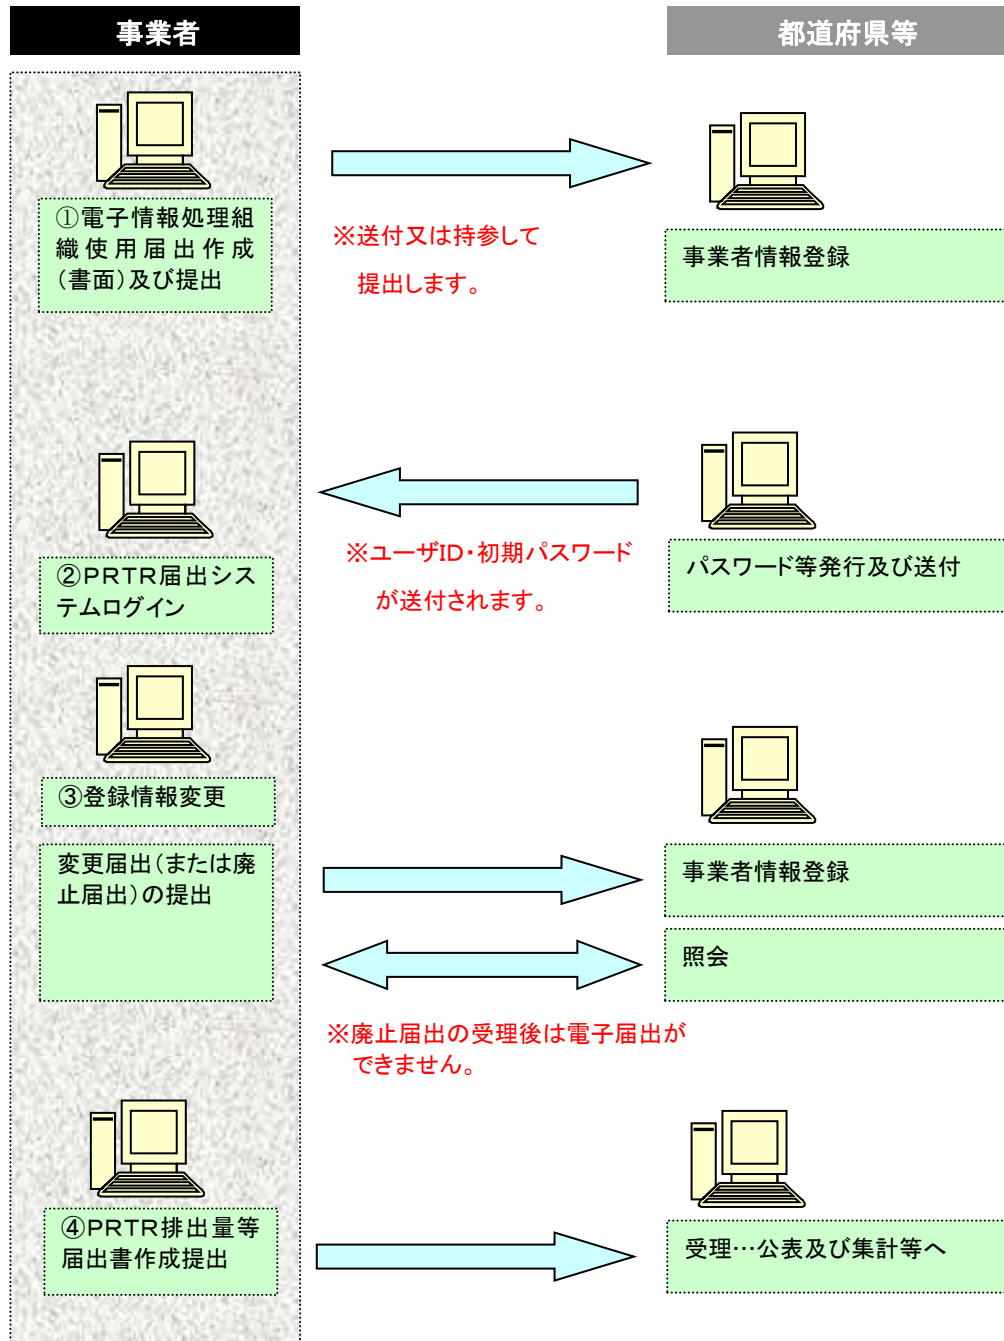 事業者
都道府県等
①電子情報処理組
織使用届出作成
（書面）及び提出
※送付又は持参して
提出します。
事業者情報登録
②PRTR届出シス
テムログイン
※ユーザID・初期パスワード
が送付されます。
パスワード等発行及び送付
③登録情報変更
変更届出（または廃
止届出）の提出
事業者情報登録
照会
※廃止届出の受理後は電子届出が
できません。
④PRTR排出量等
届出書作成提出
受理…公表及び集計等へ